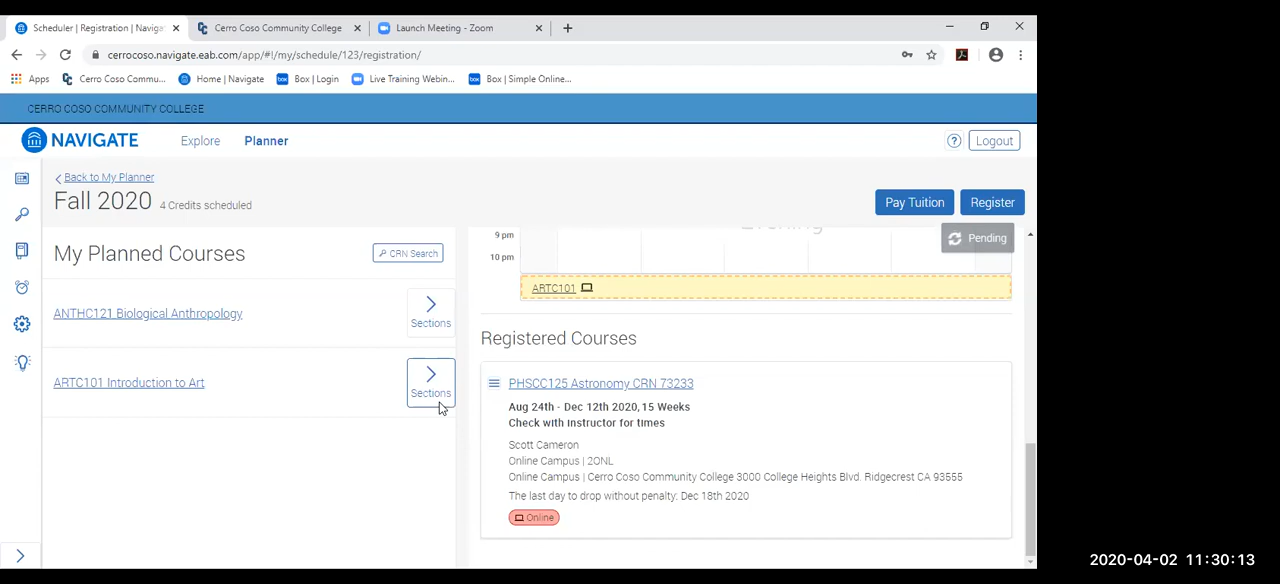 Scheduler | Registration | Naviga
Cerro Coso Community College
Launch Meeting - Zoom
cerrocoso.navigate.eab.com/app/#!/my/schedule/123/registration/
Apps
Cerro Coso Commu...
Home | Navigate
box
Box | Login
Live Training Webin...
box
Box | Simple Online...
CERRO COSO COMMUNITY COLLEGE
NAVIGATE
Explore
Planner
?
Logout
Back to My Planner
Fall 2020
4 Credits scheduled
Pay Tuition
Register
My Planned Courses
CRN Search
ANTHC121 Biological Anthropology
Sections
ARTC101 Introduction to Art
Sections
Pending
9 pm
Evening
10 pm
ARTC101
Registered Courses
PHSCC125 Astronomy CRN 73233
Aug 24th - Dec 12th 2020, 15 Weeks
Check with Instructor for times
Scott Cameron
Online Campus | 2ONL
Online Campus | Cerro Coso Community College 3000 College Heights Blvd. Ridgecrest CA 93555
The last day to drop without penalty: Dec 18th 2020
Online
2020-04-02 11:30:13